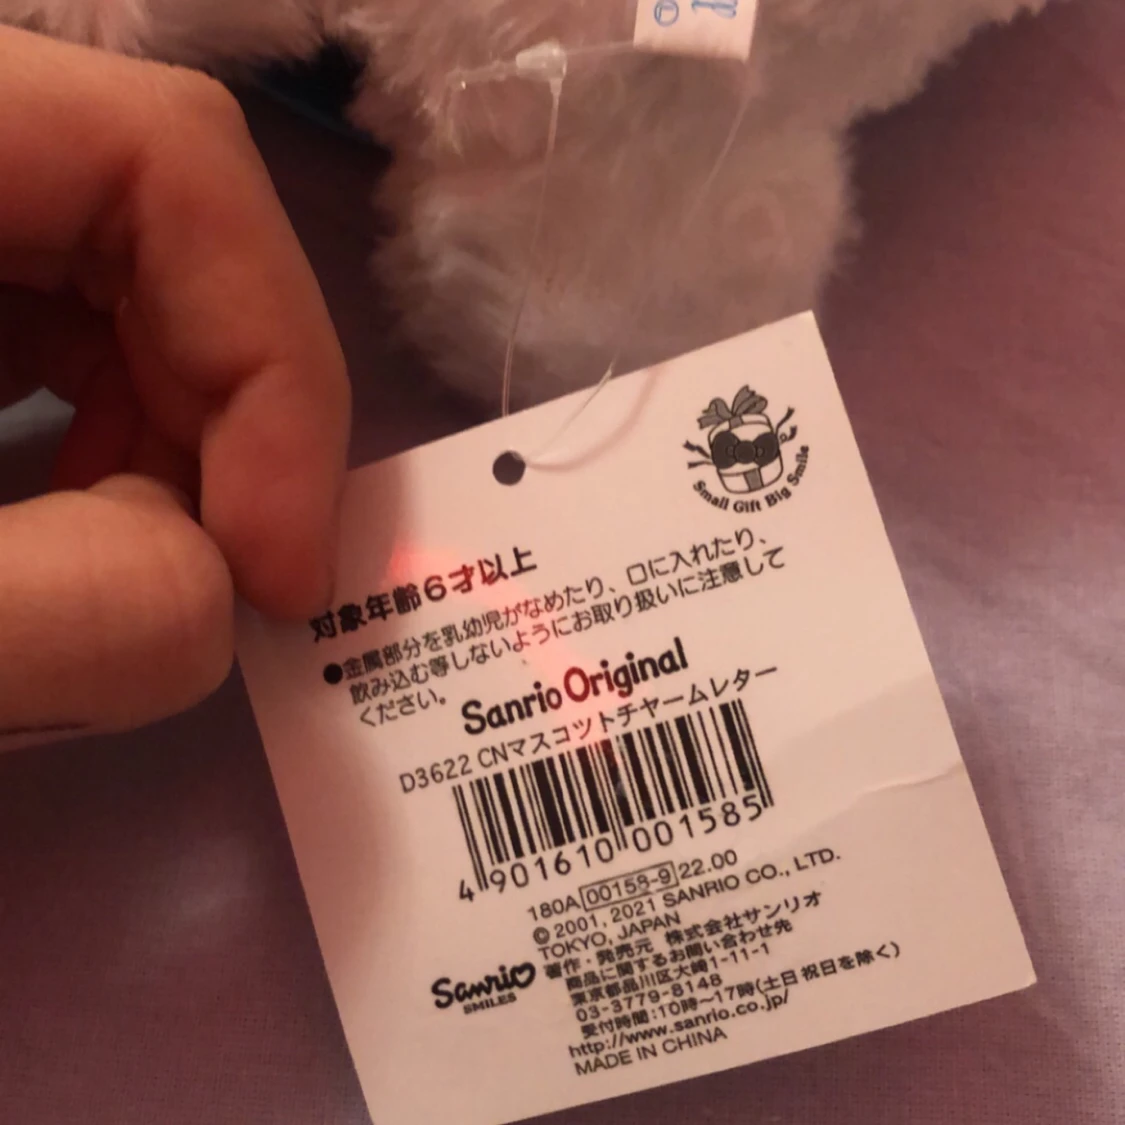 Small Gift Big Smile
対象年齢6才以上
●金属部分を乳幼児がなめたり、口に入れたり、
飲み込む等しないようにお取り扱いに注意して
ください。
Sanrio Original
D3622 CNマスコットチャームレター
4 901610 001585
180A 00158-9 22.00
© 2001, 2021 SANRIO CO., LTD.
TOKYO, JAPAN
著作・発売元 株式会社サンリオ
商品に関するお問い合わせ先
東京都品川区大崎1-11-1
03-3779-8148
受付時間:10時～17時(土日祝日を除く)
http://www.sanrio.co.jp/
MADE IN CHINA
Sanrio
SMILES